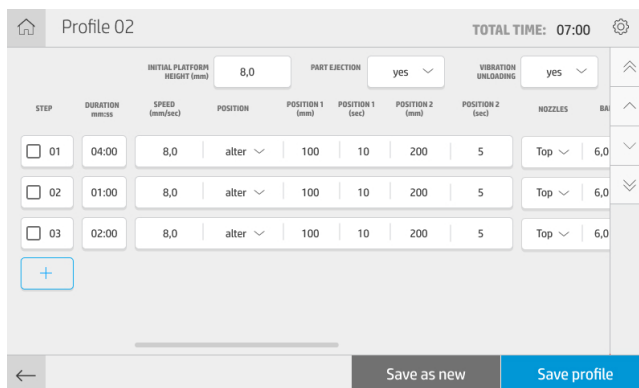 Profile 02
TOTAL TIME: 07:00
INITIAL PLATFORM HEIGHT (mm) 8,0 PART EJECTION yes VIBRATION UNLOADING yes
STEP DURATION mm:ss SPEED (mm/sec) POSITION POSITION 1 (mm) POSITION 1 (sec) POSITION 2 (mm) POSITION 2 (sec) NOZZLES BA
01 04:00 8,0 alter 100 10 200 5 Top 6,0
02 01:00 8,0 alter 100 10 200 5 Top 6,0
03 02:00 8,0 alter 100 10 200 5 Top 6,0
+
Save as new Save profile